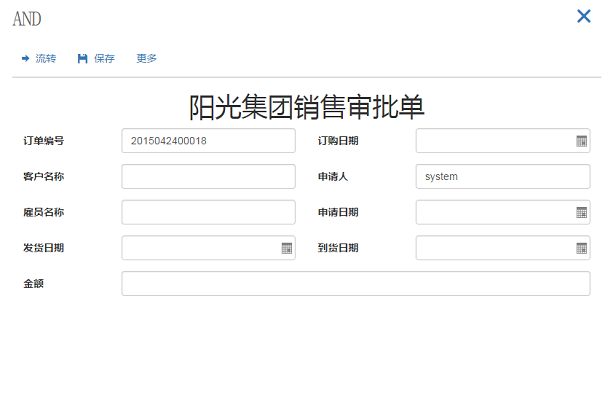 AND
流转 保存 更多
阳光集团销售审批单
订单编号 2015042400018 订购日期
客户名称 申请人 system
雇员名称 申请日期
发货日期 到货日期
金额